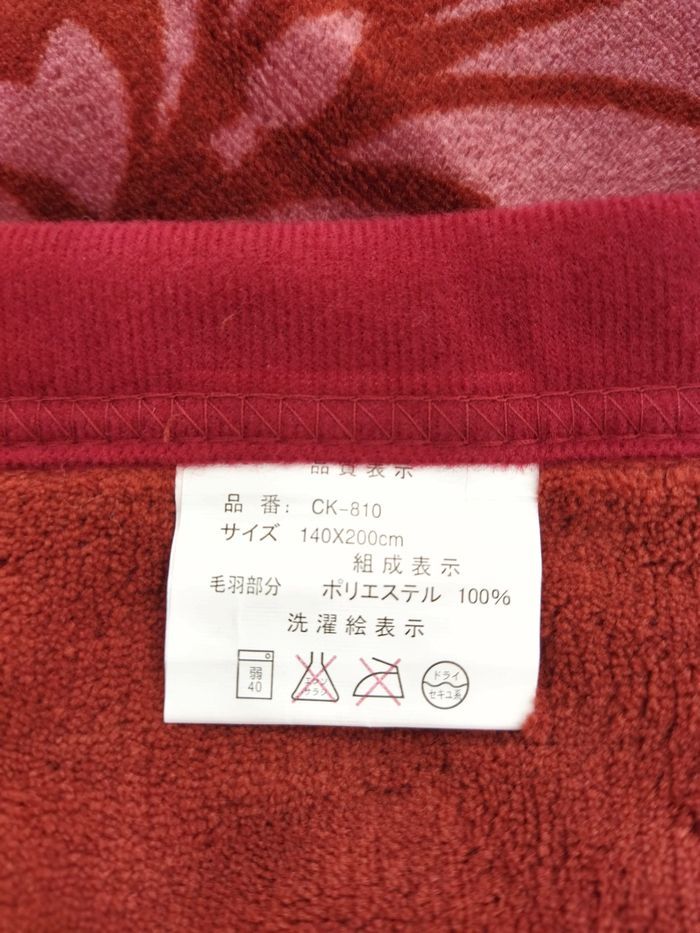 品質表示
品 番: CK-810
サイズ 140X200cm
組成表示
毛羽部分 ポリエステル 100%
洗濯絵表示
弱
40
エンソ
サラシ
ドライ
セキユ系